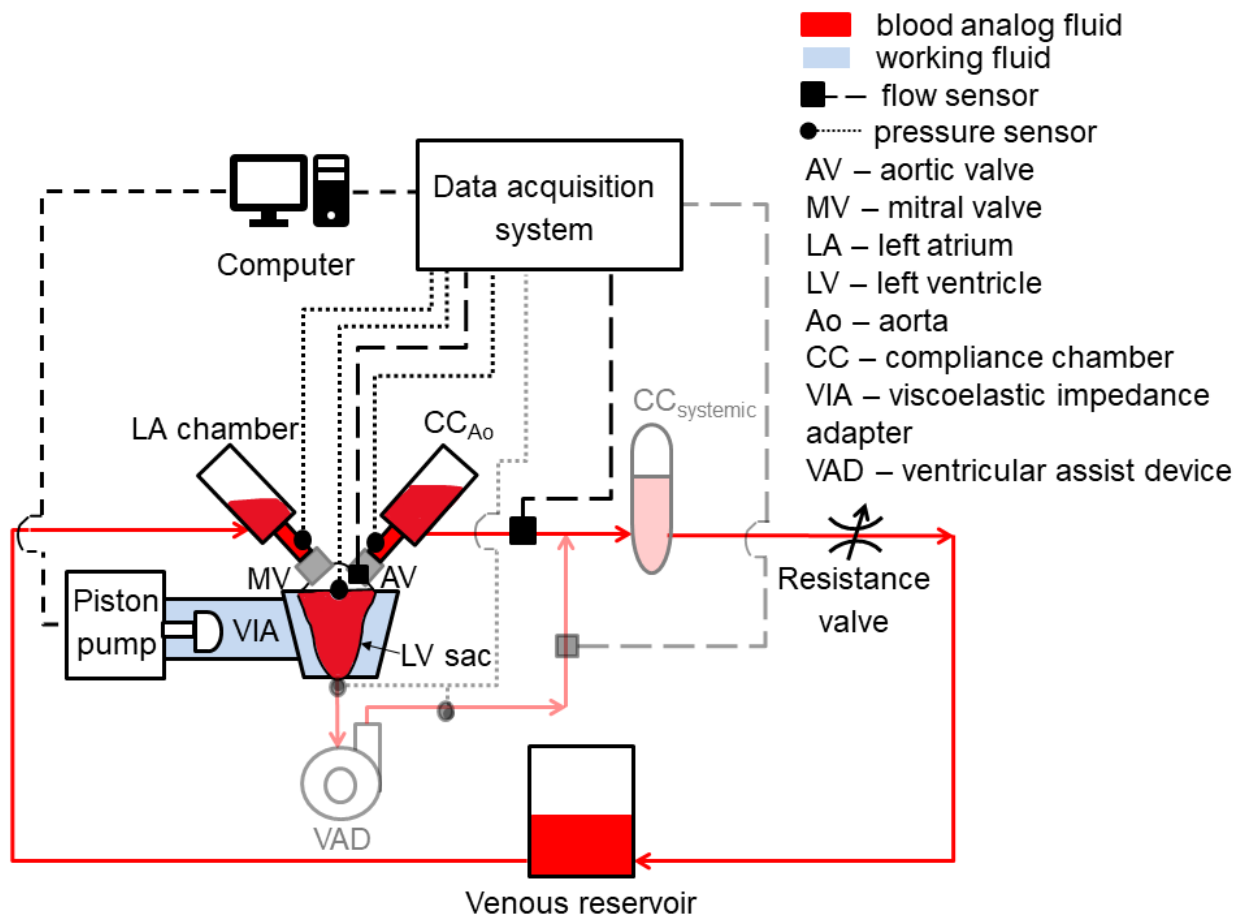 blood analog fluid
working fluid
flow sensor
pressure sensor
AV – aortic valve
MV – mitral valve
LA – left atrium
LV – left ventricle
Ao – aorta
CC – compliance chamber
VIA – viscoelastic impedance
adapter
VAD – ventricular assist device
Data acquisition
system
Computer
LA chamber
CCAo
CCsystemic
MV
AV
Piston
pump
VIA
LV sac
Resistance
valve
VAD
Venous reservoir